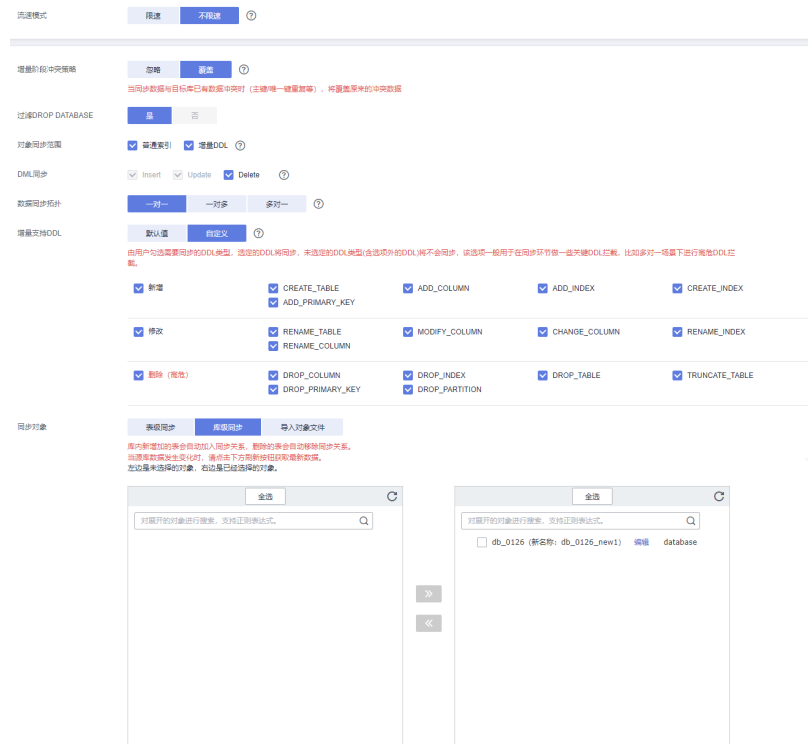 流速模式 限速 不限速 ?
增量阶段冲突策略 忽略 覆盖 ?
当同步数据与目标库已有数据冲突时（主键/唯一键重复等），将覆盖原来的冲突数据
过滤DROP DATABASE 是 否
对象同步范围 普通索引 增量DDL ?
DML同步 Insert Update Delete ?
数据同步拓扑 一对一 一对多 多对一 ?
增量支持DDL 默认值 自定义 ?
由用户勾选需要同步的DDL类型，选定的DDL将同步，未选定的DDL类型(含选项外的DDL)将不会同步，该选项一般用于在同步环节做一些关键DDL拦截，比如多对一场景下进行高危DDL拦
截。
新增 CREATE_TABLE ADD_COLUMN ADD_INDEX CREATE_INDEX
ADD_PRIMARY_KEY
修改 RENAME_TABLE MODIFY_COLUMN CHANGE_COLUMN RENAME_INDEX
RENAME_COLUMN
删除（高危） DROP_COLUMN DROP_INDEX DROP_TABLE TRUNCATE_TABLE
DROP_PRIMARY_KEY DROP_PARTITION
同步对象 表级同步 库级同步 导入对象文件
库内新增加的表会自动加入同步关系，删除的表会自动移除同步关系。
当源库数据发生变化时，请点击下方刷新按钮获取最新数据。
左边是未选择的对象，右边是已经选择的对象。
全选 全选
对展开的对象进行搜索，支持正则表达式。 对展开的对象进行搜索，支持正则表达式。
db_0126（新名称：db_0126_new1） 编辑 database